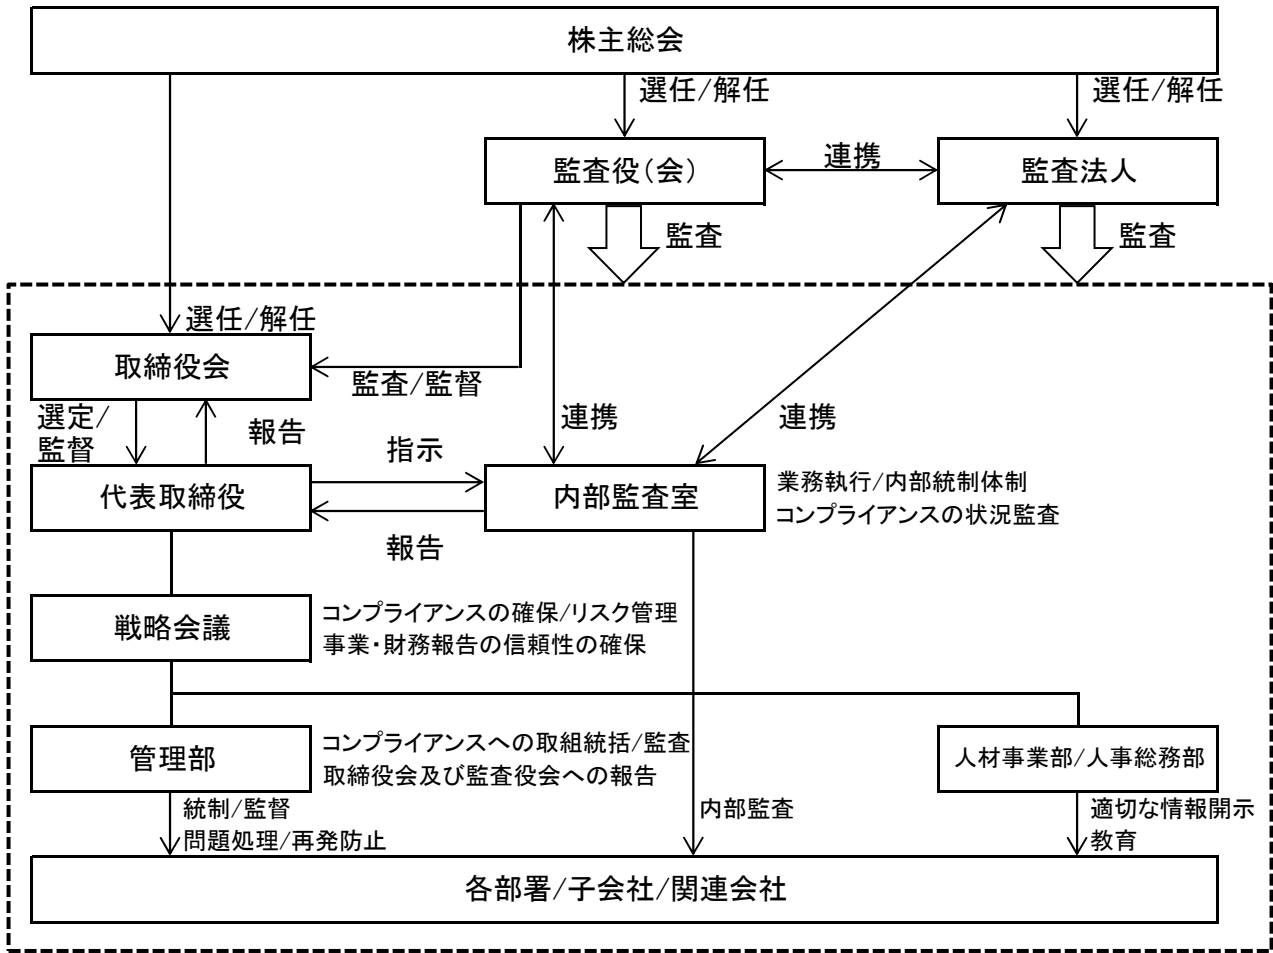 株主総会
選任/解任
選任/解任
監査役(会)
連携
監査法人
監査
監査
選任/解任
取締役会
監査/監督
選定/
監督
報告
連携
連携
指示
代表取締役
内部監査室
業務執行/内部統制体制
コンプライアンスの状況監査
報告
戦略会議
コンプライアンスの確保/リスク管理
事業・財務報告の信頼性の確保
管理部
コンプライアンスへの取組統括/監査
取締役会及び監査役会への報告
人材事業部/人事総務部
統制/監督
問題処理/再発防止
内部監査
適切な情報開示
教育
各部署/子会社/関連会社